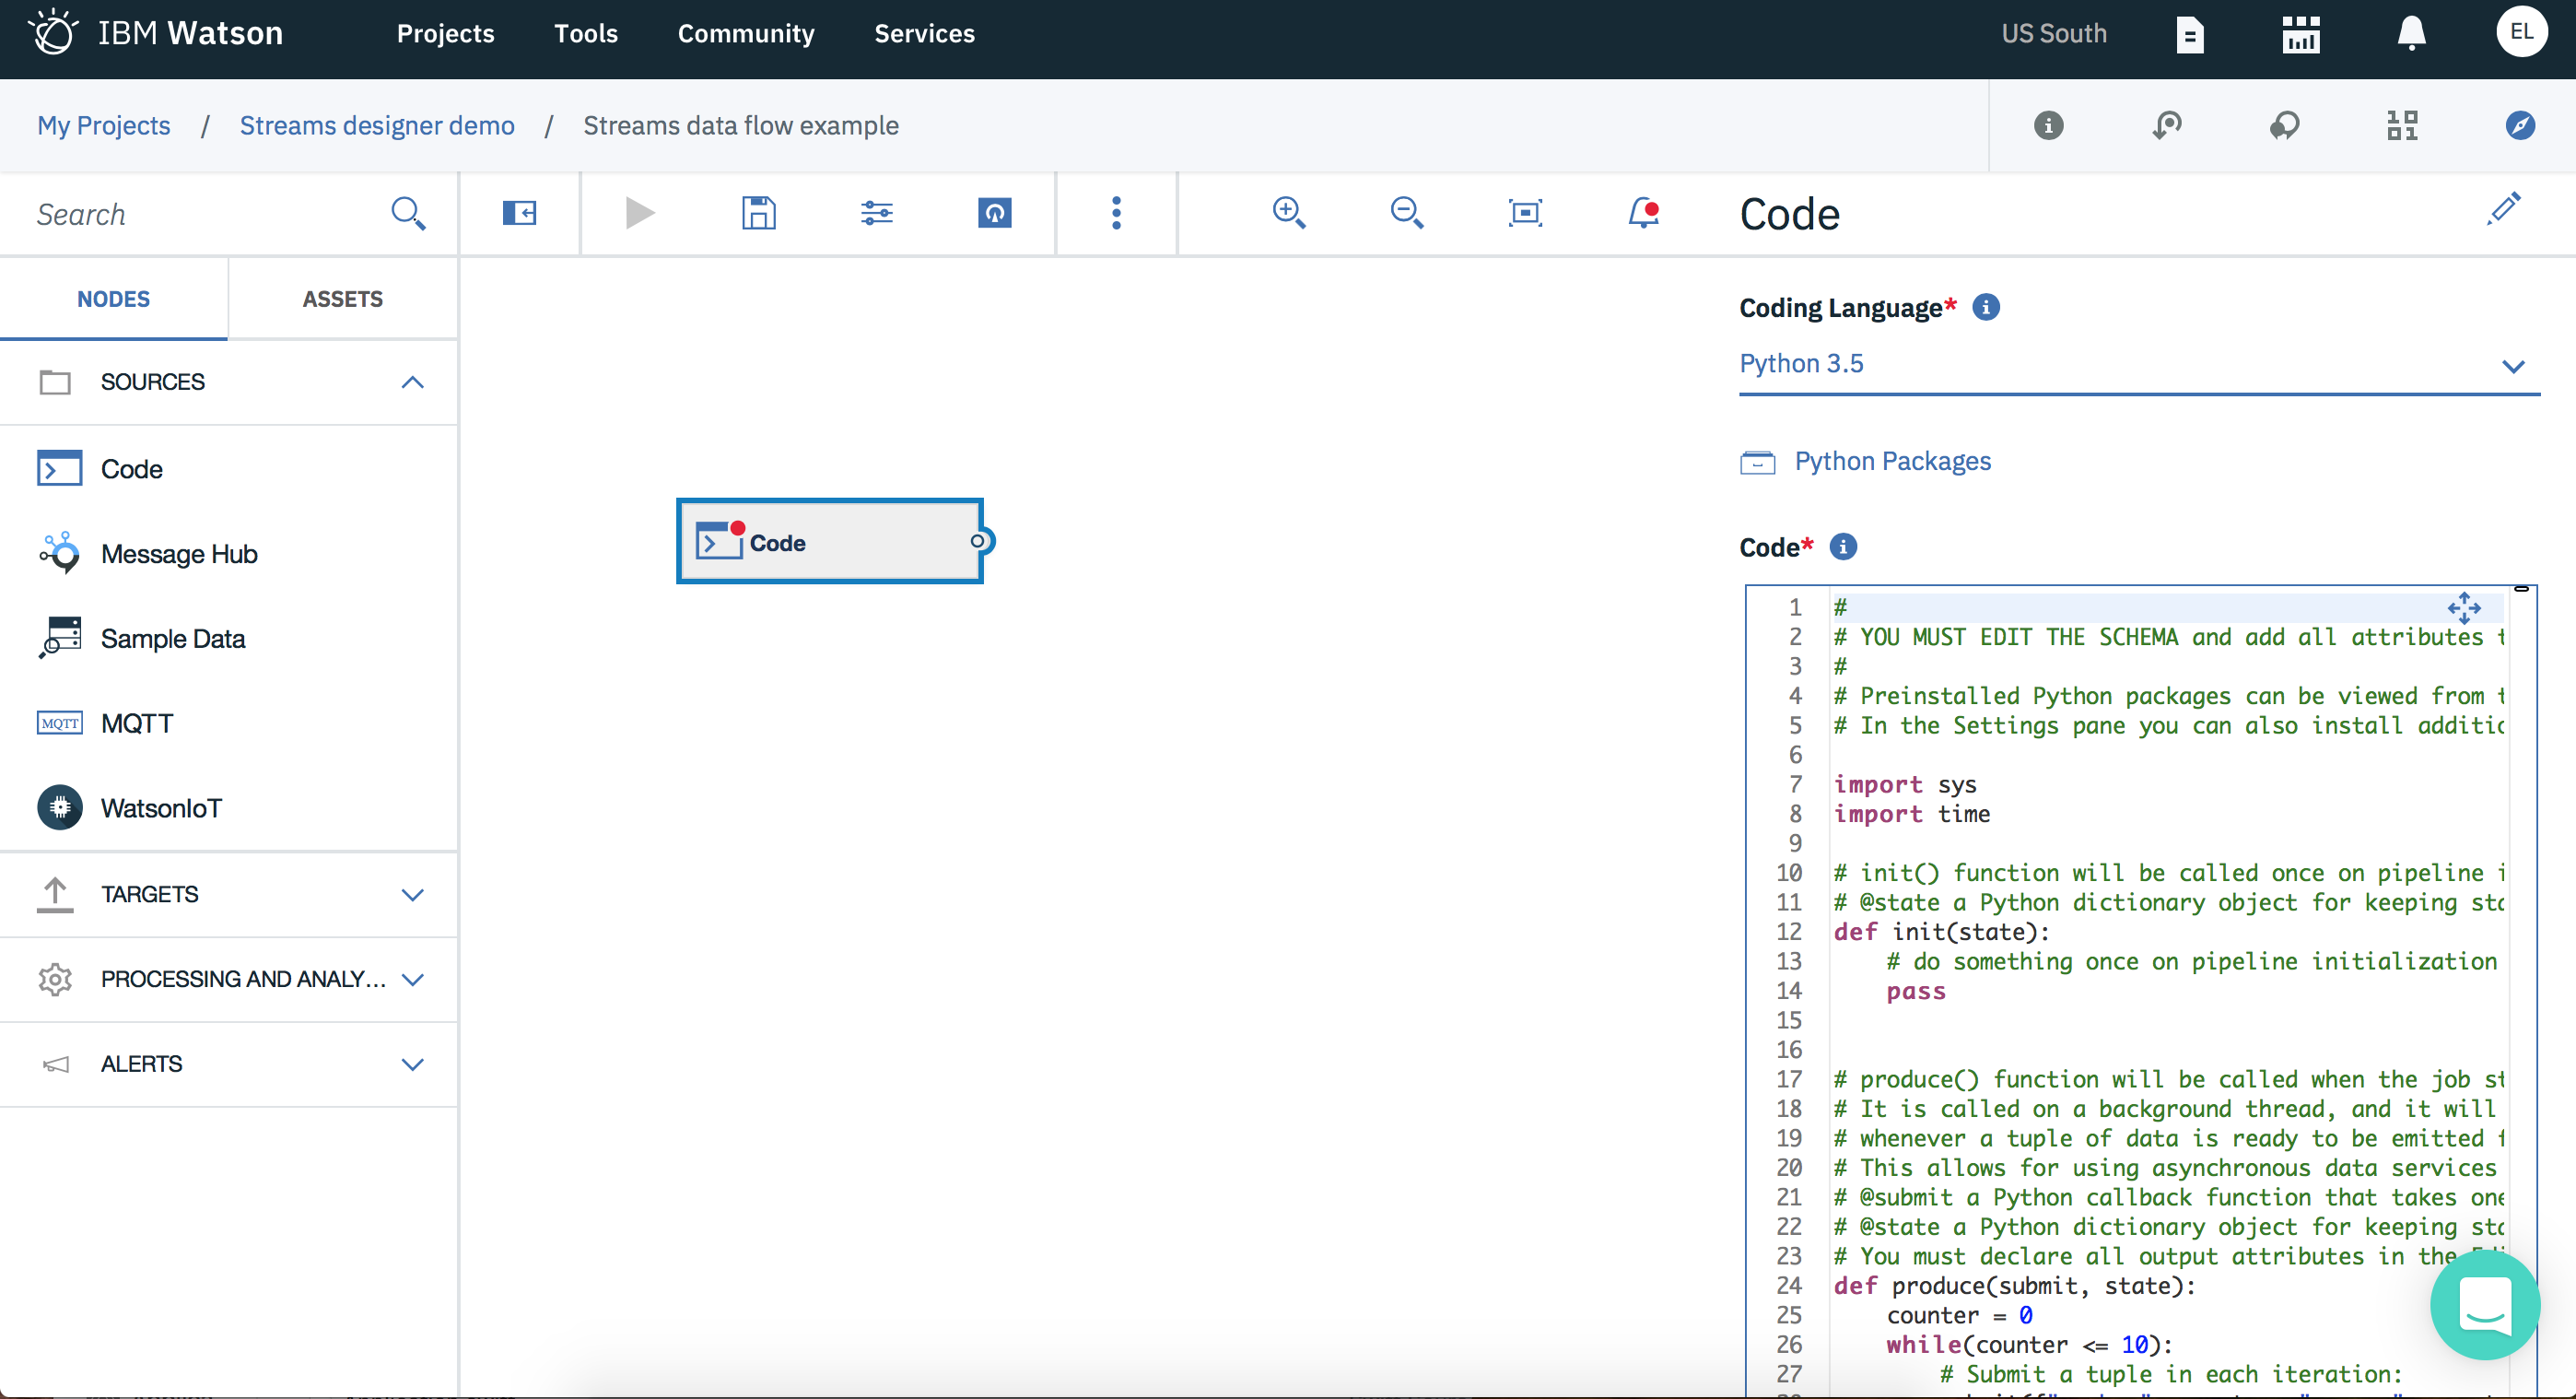 IBM Watson
Projects
Tools
Community
Services
US South
EL
My Projects / Streams designer demo / Streams data flow example
Search
Code
NODES
ASSETS
SOURCES
Code
Message Hub
Sample Data
MQTT MQTT
WatsonIoT
TARGETS
PROCESSING AND ANALY...
ALERTS
Code
Coding Language*
Python 3.5
Python Packages
Code*
1 #
2 # YOU MUST EDIT THE SCHEMA and add all attributes t
3 #
4 # Preinstalled Python packages can be viewed from t
5 # In the Settings pane you can also install additio
6
7 import sys
8 import time
9
10 # init() function will be called once on pipeline i
11 # @state a Python dictionary object for keeping sta
12 def init(state):
13 # do something once on pipeline initialization
14 pass
15
16
17 # produce() function will be called when the job st
18 # It is called on a background thread, and it will
19 # whenever a tuple of data is ready to be emitted f
20 # This allows for using asynchronous data services
21 # @submit a Python callback function that takes one
22 # @state a Python dictionary object for keeping sta
23 # You must declare all output attributes in the
24 def produce(submit, state):
25 counter = 0
26 while(counter <= 10):
27 # Submit a tuple in each iteration: